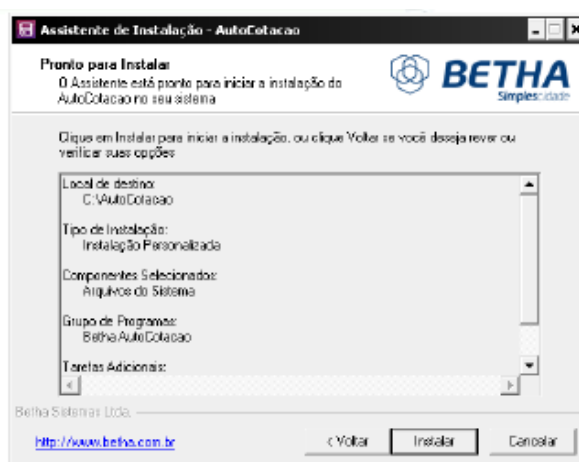 Assistente de Instalação - AutoCotacao
Pronto para Instalar
O Assistente está pronto para iniciar a instalação do
AutoCotacao no seu sistema
BETHA
Simplescidade
Clique em Instalar para iniciar a instalação, ou clique Voltar se você deseja rever ou
verificar suas opções
Local de destino:
C:\AutoCotacao
Tipo de Instalação:
Instalação Personalizada
Componentes Selecionados:
Arquivos do Sistema
Grupo de Programas:
Betha AutoCotacao
Tarefas Adicionais:
Betha Sistemas Ltda.
http://www.betha.com.br
< Voltar
Instalar
Cancelar